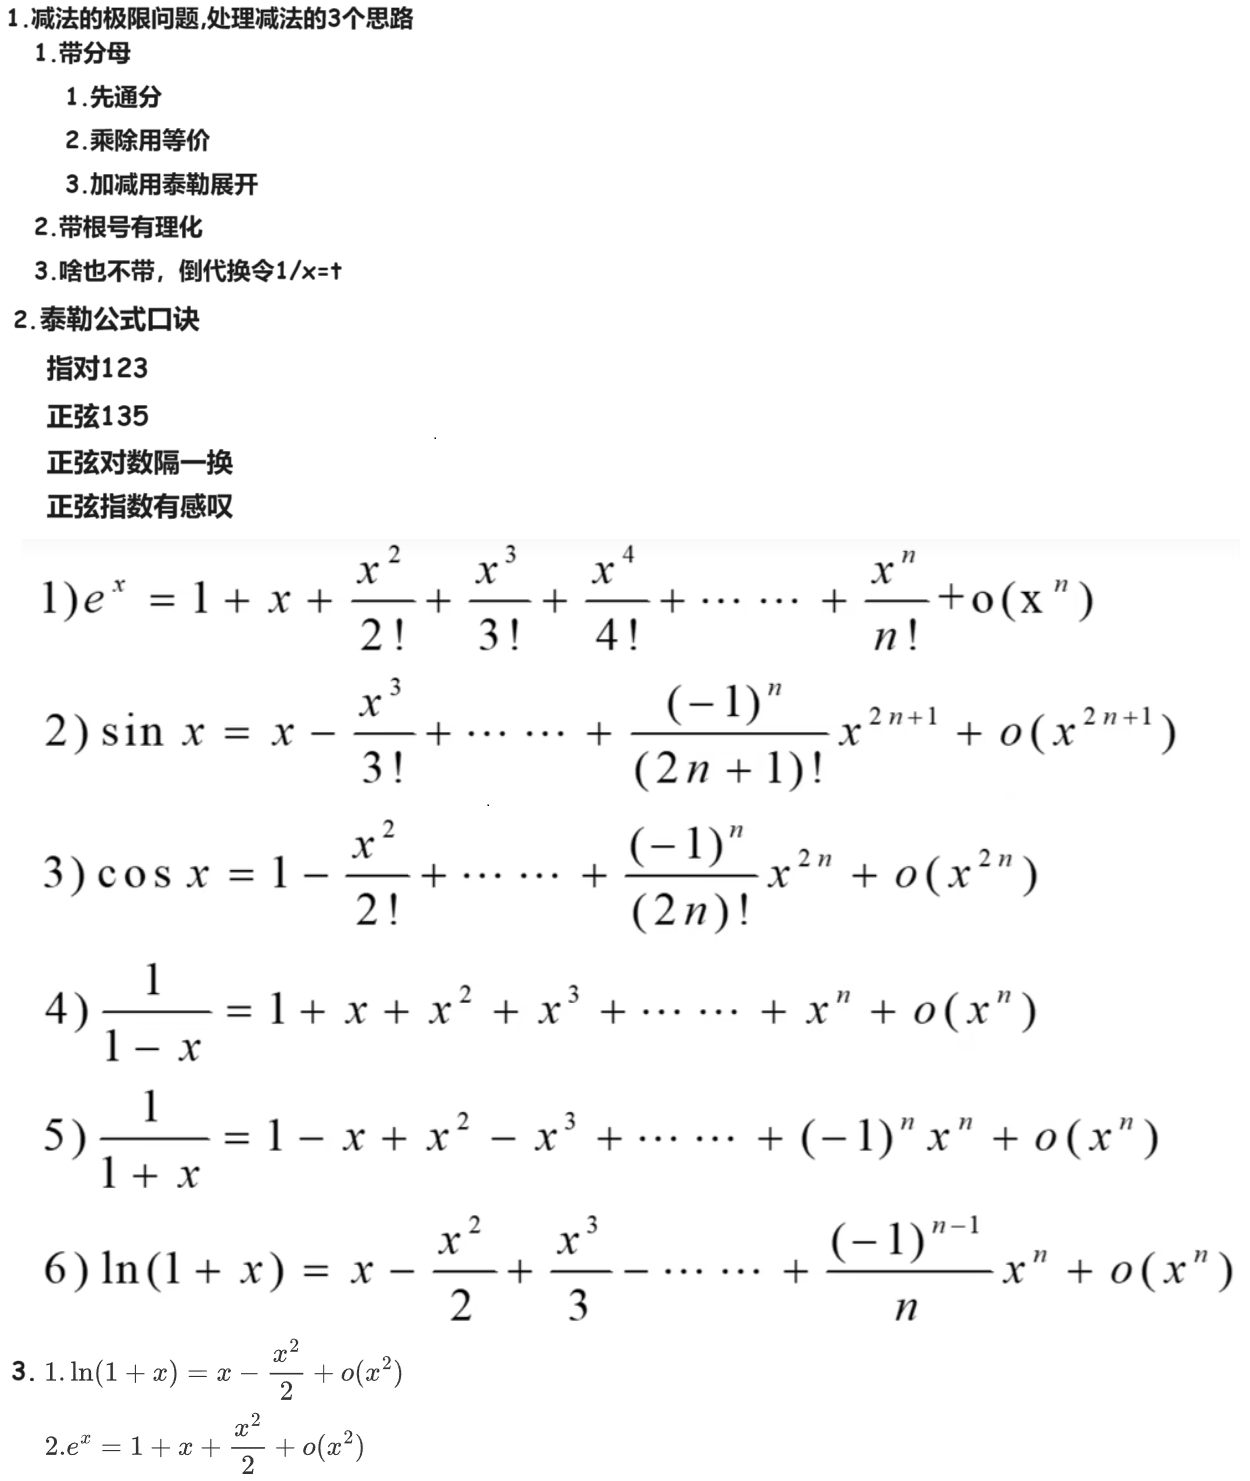 1.减法的极限问题,处理减法的3个思路
1.带分母
1.先通分
2.乘除用等价
3.加减用泰勒展开
2.带根号有理化
3.啥也不带，倒代换令1/x=t
2.泰勒公式口诀
指对123
正弦135
正弦对数隔一换
正弦指数有感叹
1) e^x = 1 + x + x^2/2! + x^3/3! + x^4/4! + ⋯ ⋯ + x^n/n! + o(x^n)
2) sin x = x − x^3/3! + ⋯ ⋯ + (−1)^n/(2n+1)! x^{2n+1} + o(x^{2n+1})
3) cos x = 1 − x^2/2! + ⋯ ⋯ + (−1)^n/(2n)! x^{2n} + o(x^{2n})
4) 1/(1 − x) = 1 + x + x^2 + x^3 + ⋯ ⋯ + x^n + o(x^n)
5) 1/(1 + x) = 1 − x + x^2 − x^3 + ⋯ ⋯ + (−1)^n x^n + o(x^n)
6) ln(1 + x) = x − x^2/2 + x^3/3 − ⋯ ⋯ + (−1)^{n−1}/n x^n + o(x^n)
3. 1. ln(1 + x) = x − x^2/2 + o(x^2)
2. e^x = 1 + x + x^2/2 + o(x^2)